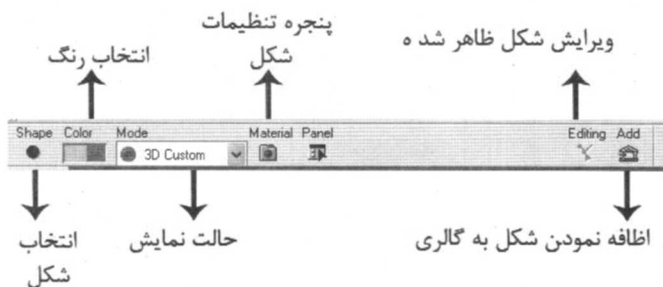 پنجره تنظیمات
شکل
انتخاب رنگ
ویرایش شکل ظاهر شد ه
Shape Color Mode Material Panel Editing Add
3D Custom
انتخاب
شکل
حالت نمایش
اظافه نمودن شکل به گالری